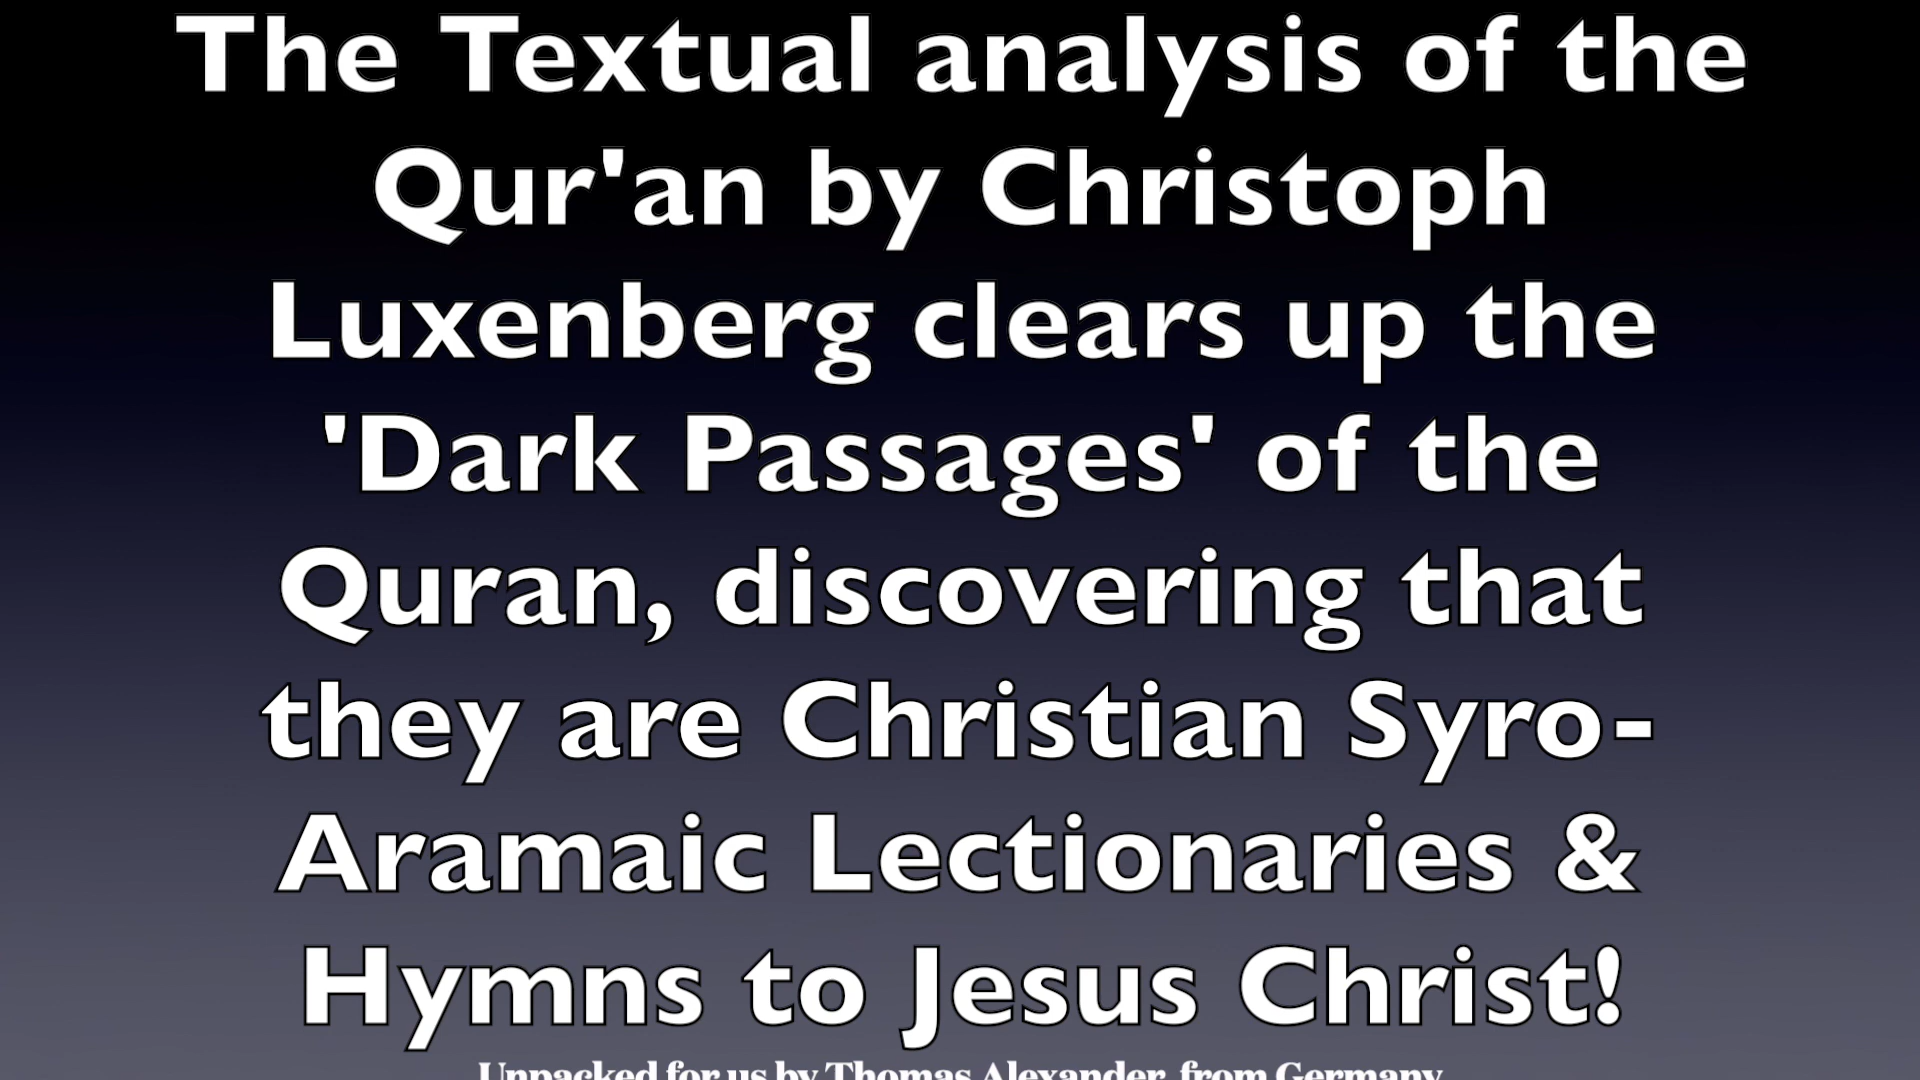 The Textual analysis of the
Qur'an by Christoph
Luxenberg clears up the
'Dark Passages' of the
Quran, discovering that
they are Christian Syro-
Aramaic Lectionaries &
Hymns to Jesus Christ!
Unpacked for us by Thomas Alexander, from Germany